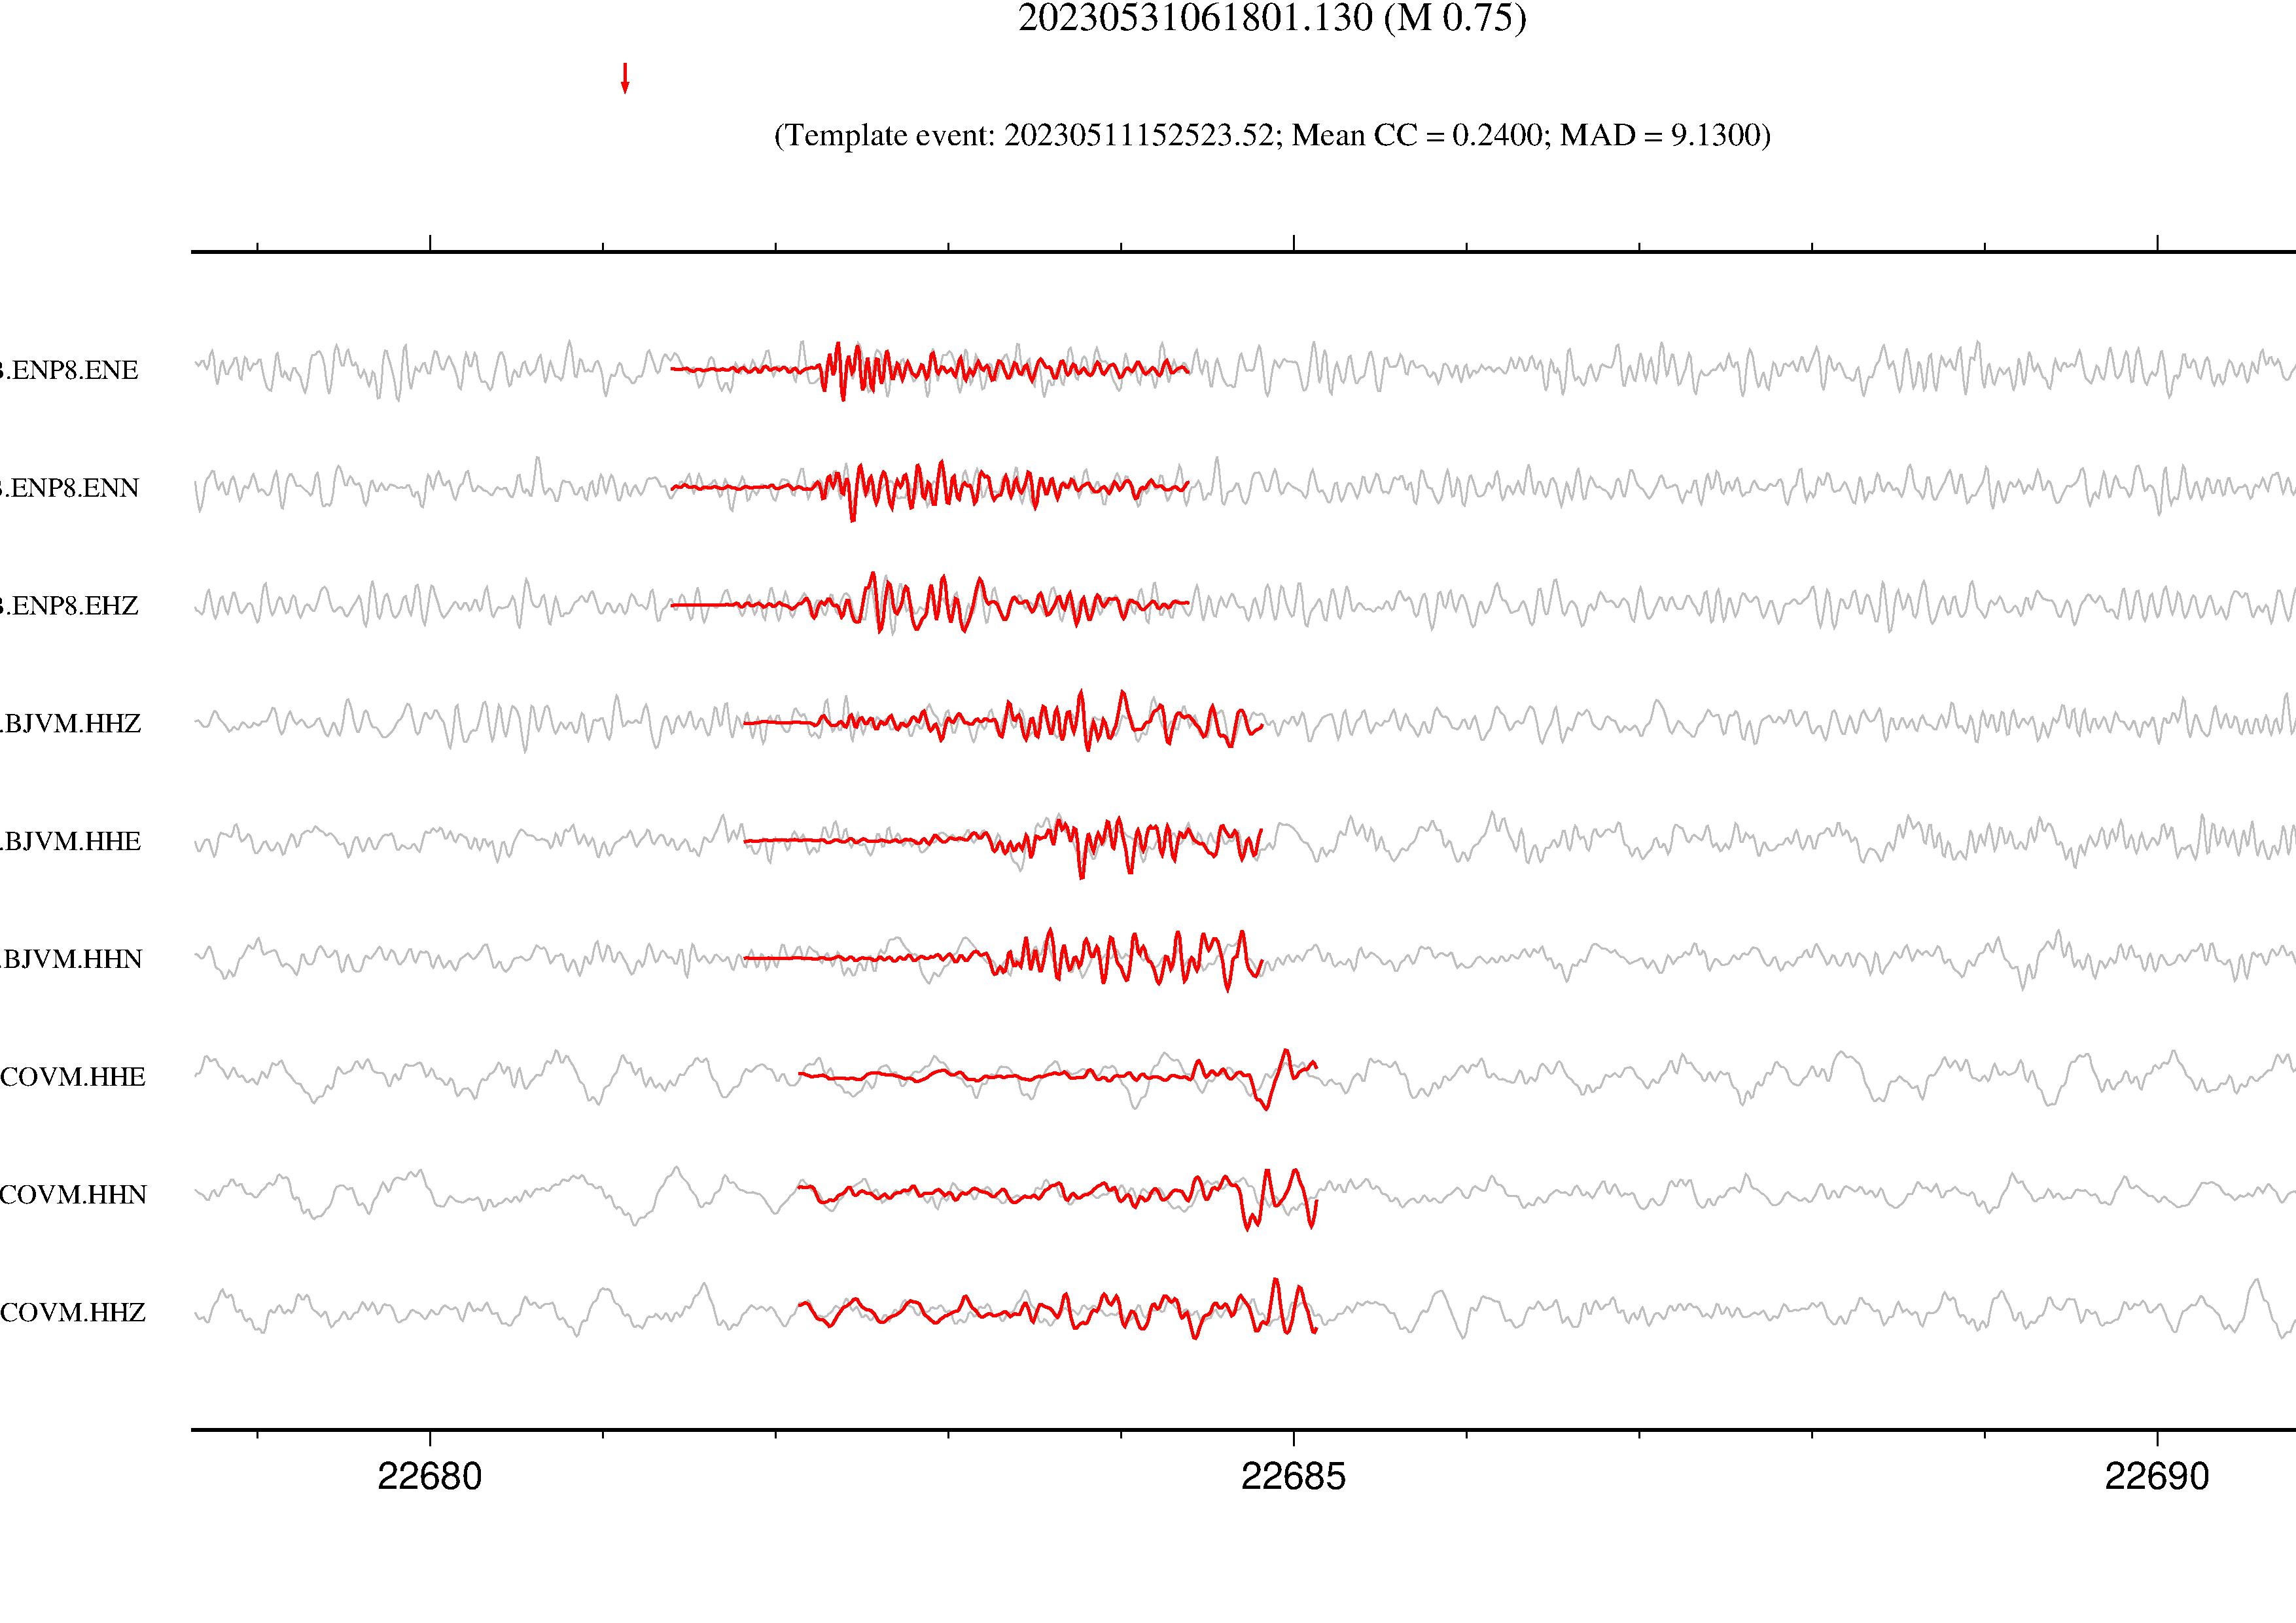 20230531061801.130 (M 0.75)
(Template event: 20230511152523.52; Mean CC = 0.2400; MAD = 9.1300)
.ENP8.ENE
.ENP8.ENN
.ENP8.EHZ
.BJVM.HHZ
.BJVM.HHE
.BJVM.HHN
COVM.HHE
COVM.HHN
COVM.HHZ
22680 22685 22690